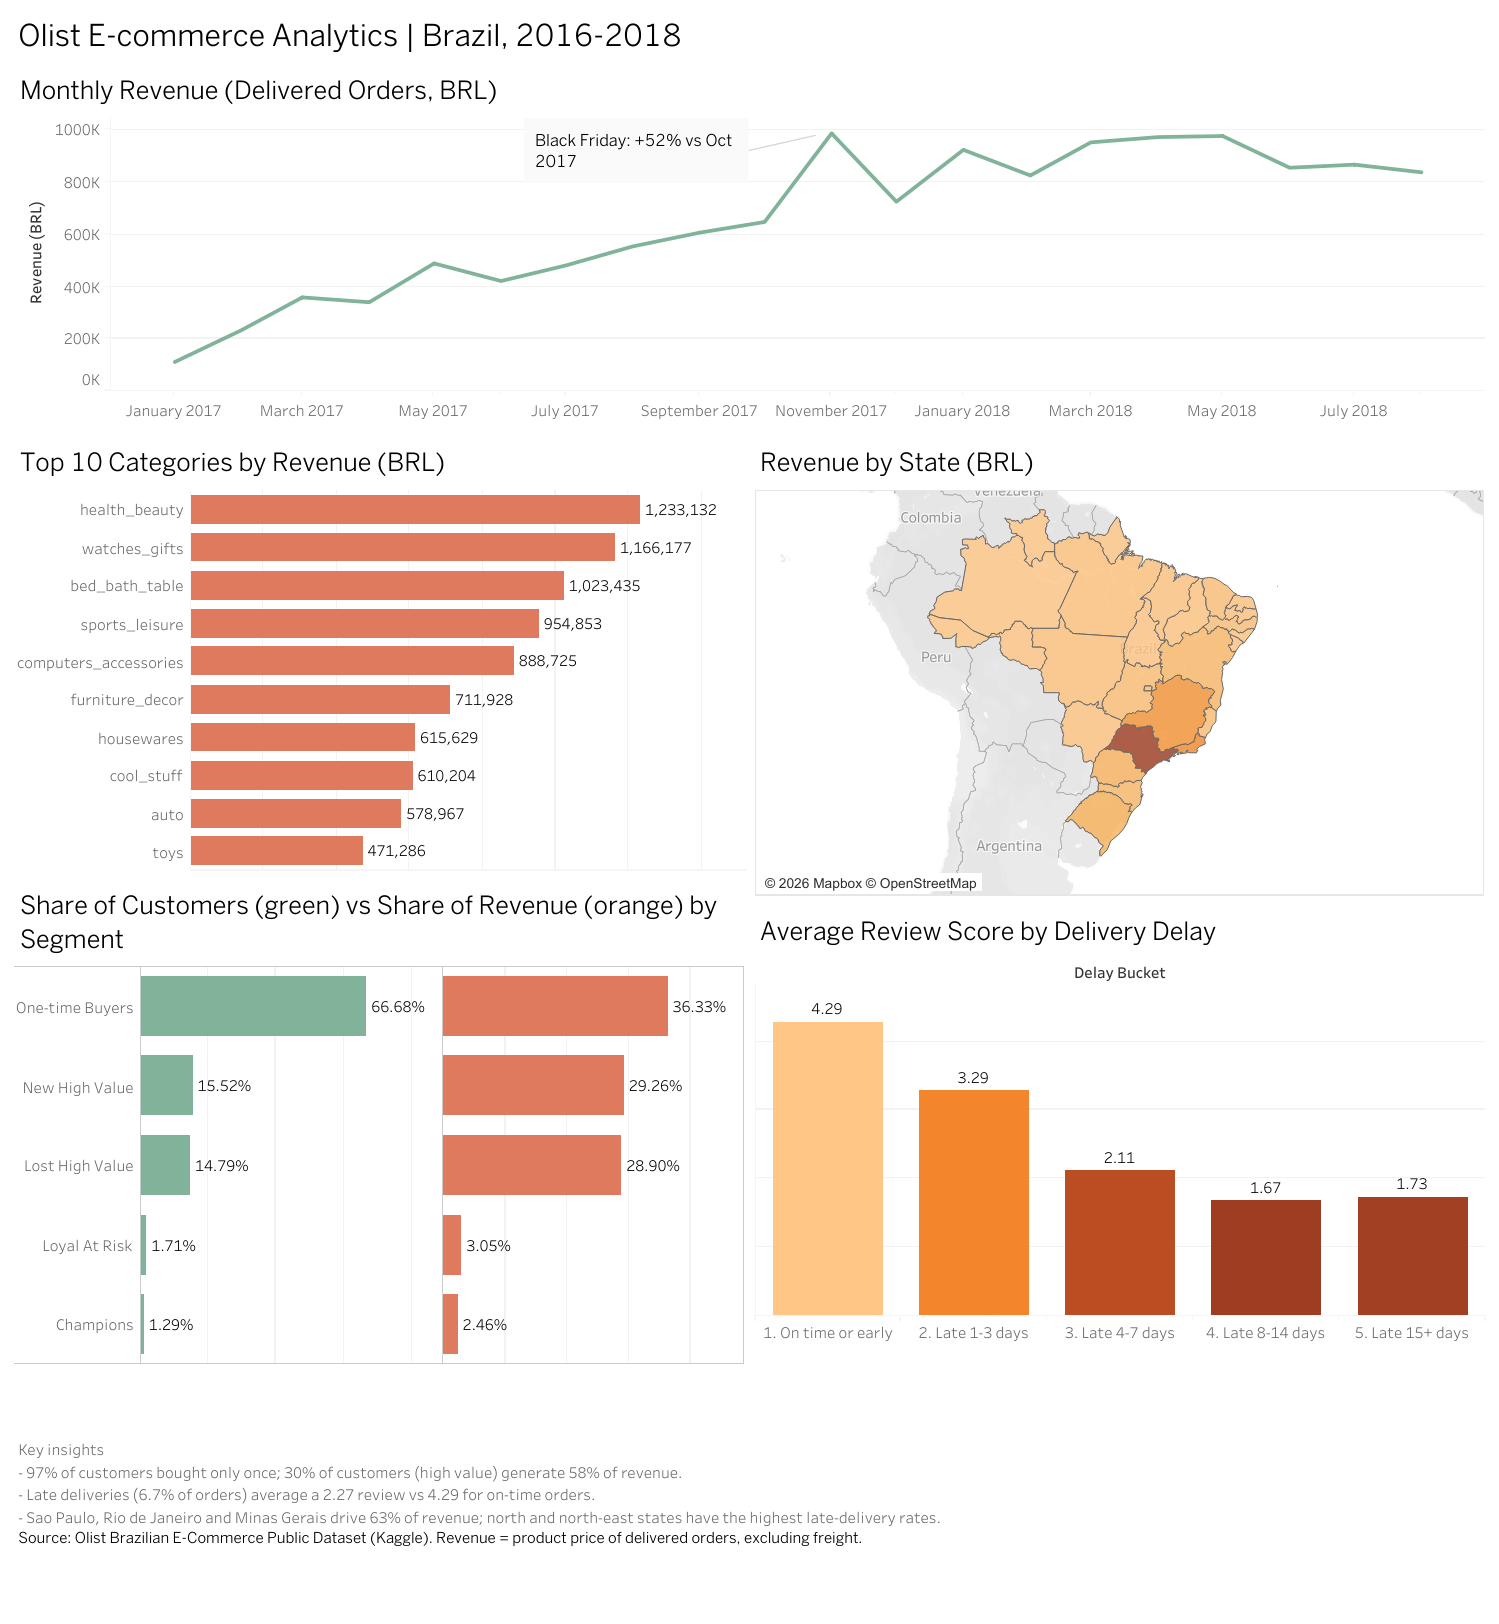 Olist E-commerce Analytics | Brazil, 2016-2018
Monthly Revenue (Delivered Orders, BRL)
Revenue (BRL)
1000K
800K
600K
400K
200K
0K
Black Friday: +52% vs Oct
2017
January 2017
March 2017
May 2017
July 2017
September 2017
November 2017
January 2018
March 2018
May 2018
July 2018
Top 10 Categories by Revenue (BRL)
health_beauty 1,233,132
watches_gifts 1,166,177
bed_bath_table 1,023,435
sports_leisure 954,853
computers_accessories 888,725
furniture_decor 711,928
housewares 615,629
cool_stuff 610,204
auto 578,967
toys 471,286
Revenue by State (BRL)
Venezuela
Colombia
Brazil
Peru
Argentina
© 2026 Mapbox © OpenStreetMap
Share of Customers (green) vs Share of Revenue (orange) by
Segment
One-time Buyers 66.68% 36.33%
New High Value 15.52% 29.26%
Lost High Value 14.79% 28.90%
Loyal At Risk 1.71% 3.05%
Champions 1.29% 2.46%
Average Review Score by Delivery Delay
Delay Bucket
4.29
3.29
2.11
1.67
1.73
1. On time or early
2. Late 1-3 days
3. Late 4-7 days
4. Late 8-14 days
5. Late 15+ days
Key insights
- 97% of customers bought only once; 30% of customers (high value) generate 58% of revenue.
- Late deliveries (6.7% of orders) average a 2.27 review vs 4.29 for on-time orders.
- Sao Paulo, Rio de Janeiro and Minas Gerais drive 63% of revenue; north and north-east states have the highest late-delivery rates.
Source: Olist Brazilian E-Commerce Public Dataset (Kaggle). Revenue = product price of delivered orders, excluding freight.